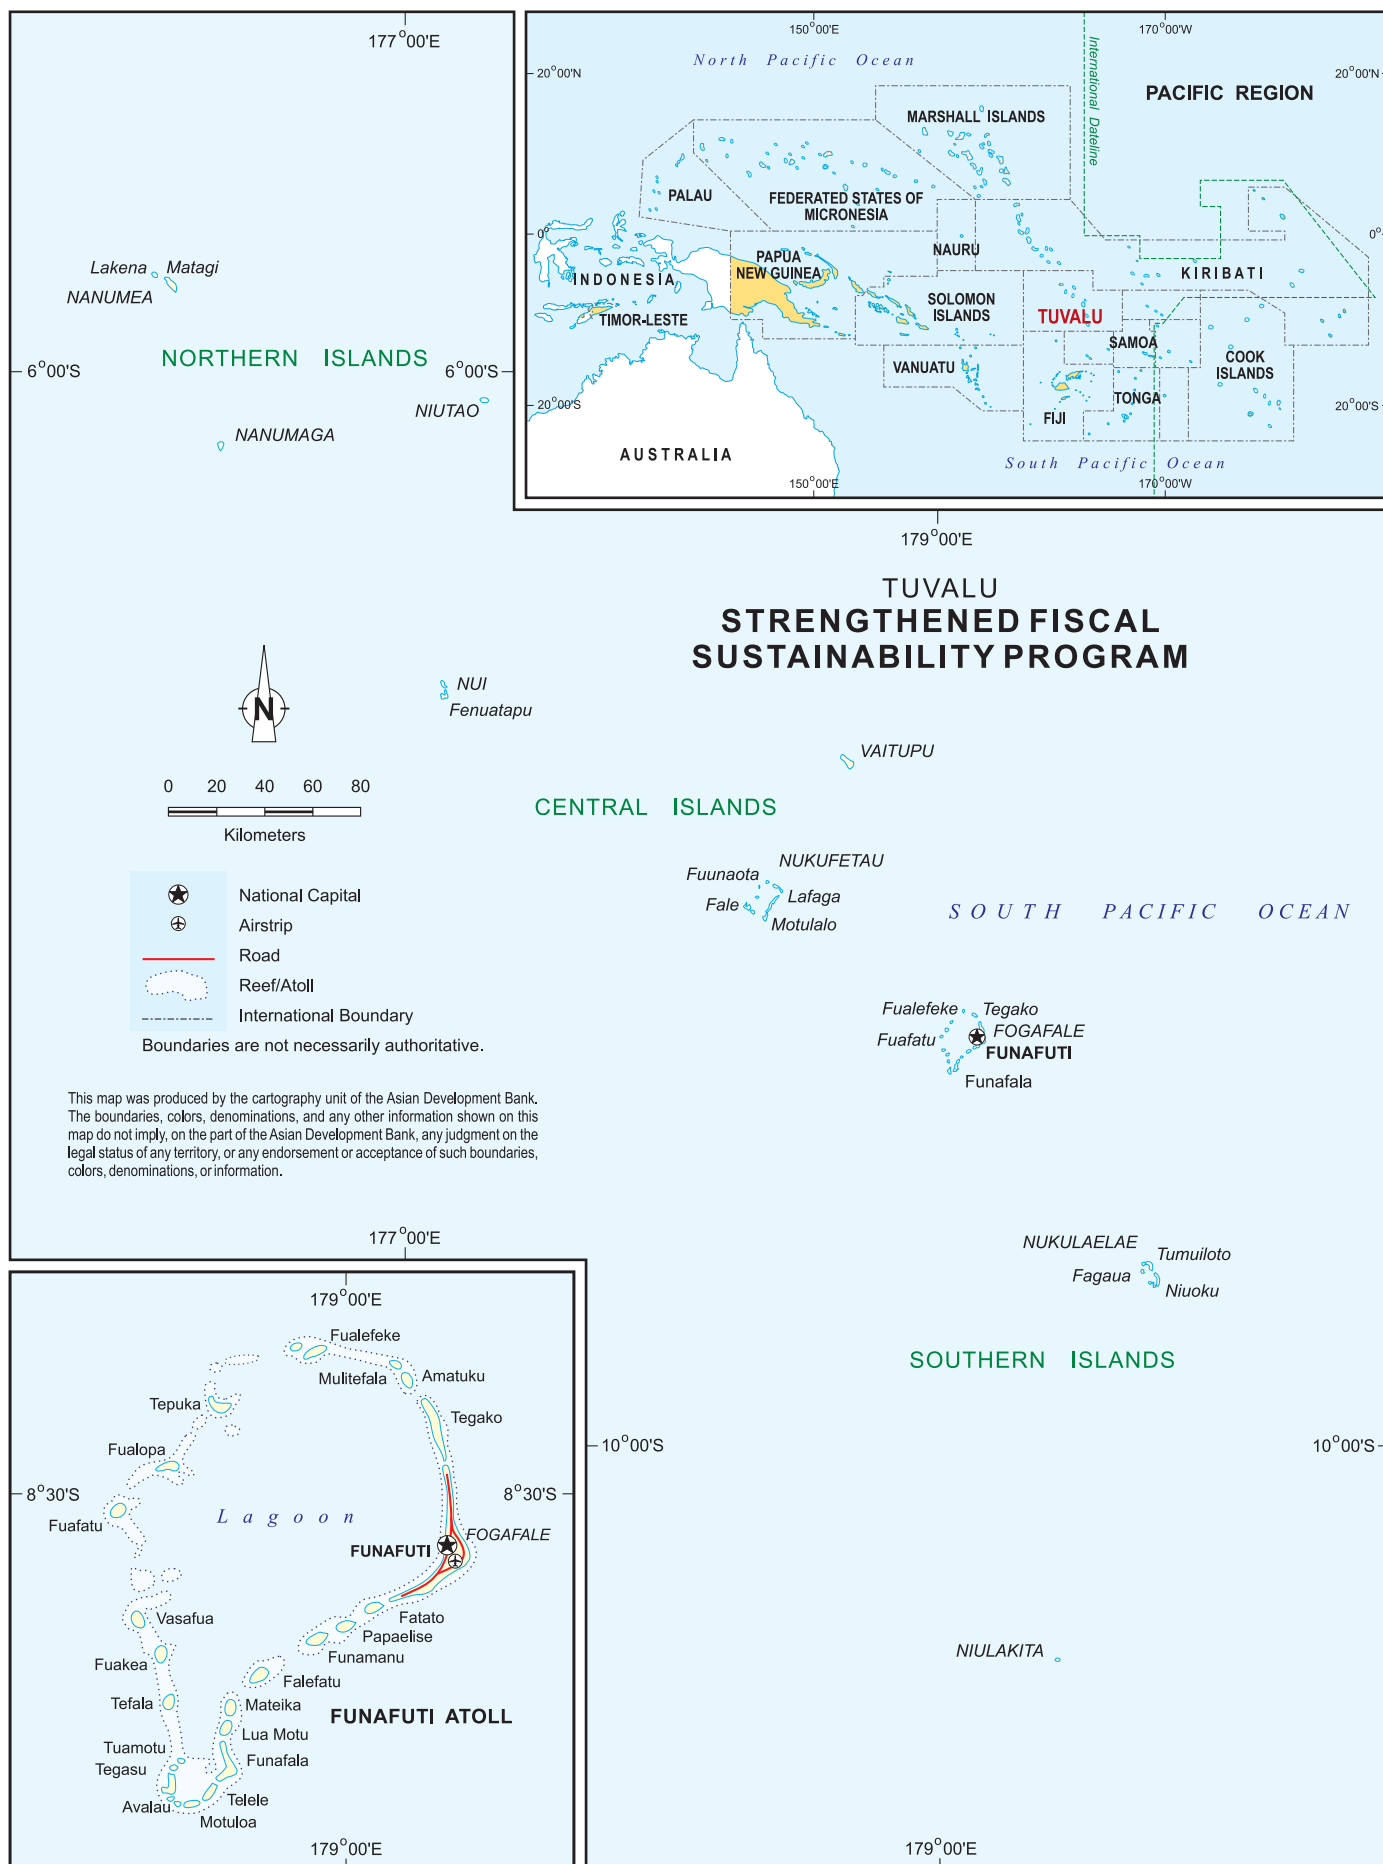 177°00'E
Lakena
Matagi
NANUMEA
NORTHERN ISLANDS
6°00'S
6°00'S
NIUTAO
NANUMAGA
150°00'E
170°00'W
North Pacific Ocean
20°00'N
20°00'N
International Dateline
PACIFIC REGION
MARSHALL ISLANDS
PALAU
FEDERATED STATES OF
MICRONESIA
0°
0°
NAURU
PAPUA
NEW GUINEA
INDONESIA
KIRIBATI
SOLOMON
ISLANDS
TIMOR-LESTE
TUVALU
SAMOA
VANUATU
COOK
ISLANDS
TONGA
20°00'S
20°00'S
FIJI
AUSTRALIA
South Pacific Ocean
150°00'E
170°00'W
179°00'E
TUVALU
STRENGTHENED FISCAL
SUSTAINABILITY PROGRAM
N
NUI
Fenuatapu
VAITUPU
0 20 40 60 80
Kilometers
CENTRAL ISLANDS
NUKUFETAU
Fuunaota
Lafaga
Fale
Motulalo
SOUTH PACIFIC OCEAN
National Capital
Airstrip
Road
Reef/Atoll
International Boundary
Boundaries are not necessarily authoritative.
Fualefeke
Tegako
FOGAFALE
Fuafatu
FUNAFUTI
Funafala
This map was produced by the cartography unit of the Asian Development Bank.
The boundaries, colors, denominations, and any other information shown on this
map do not imply, on the part of the Asian Development Bank, any judgment on the
legal status of any territory, or any endorsement or acceptance of such boundaries,
colors, denominations, or information.
177°00'E
NUKULAELAE
Tumuiloto
Fagaua
Niuoku
SOUTHERN ISLANDS
10°00'S
10°00'S
NIULAKITA
179°00'E
179°00'E
Fualefeke
Mulitefala
Amatuku
Tepuka
Tegako
Fualopa
8°30'S
8°30'S
Lagoon
Fuafatu
FOGAFALE
FUNAFUTI
Vasafua
Fatato
Papaelise
Funamanu
Fuakea
Falefatu
Tefala
Mateika
FUNAFUTI ATOLL
Lua Motu
Tuamotu
Funafala
Tegasu
Telele
Avalau
Motuloa
179°00'E